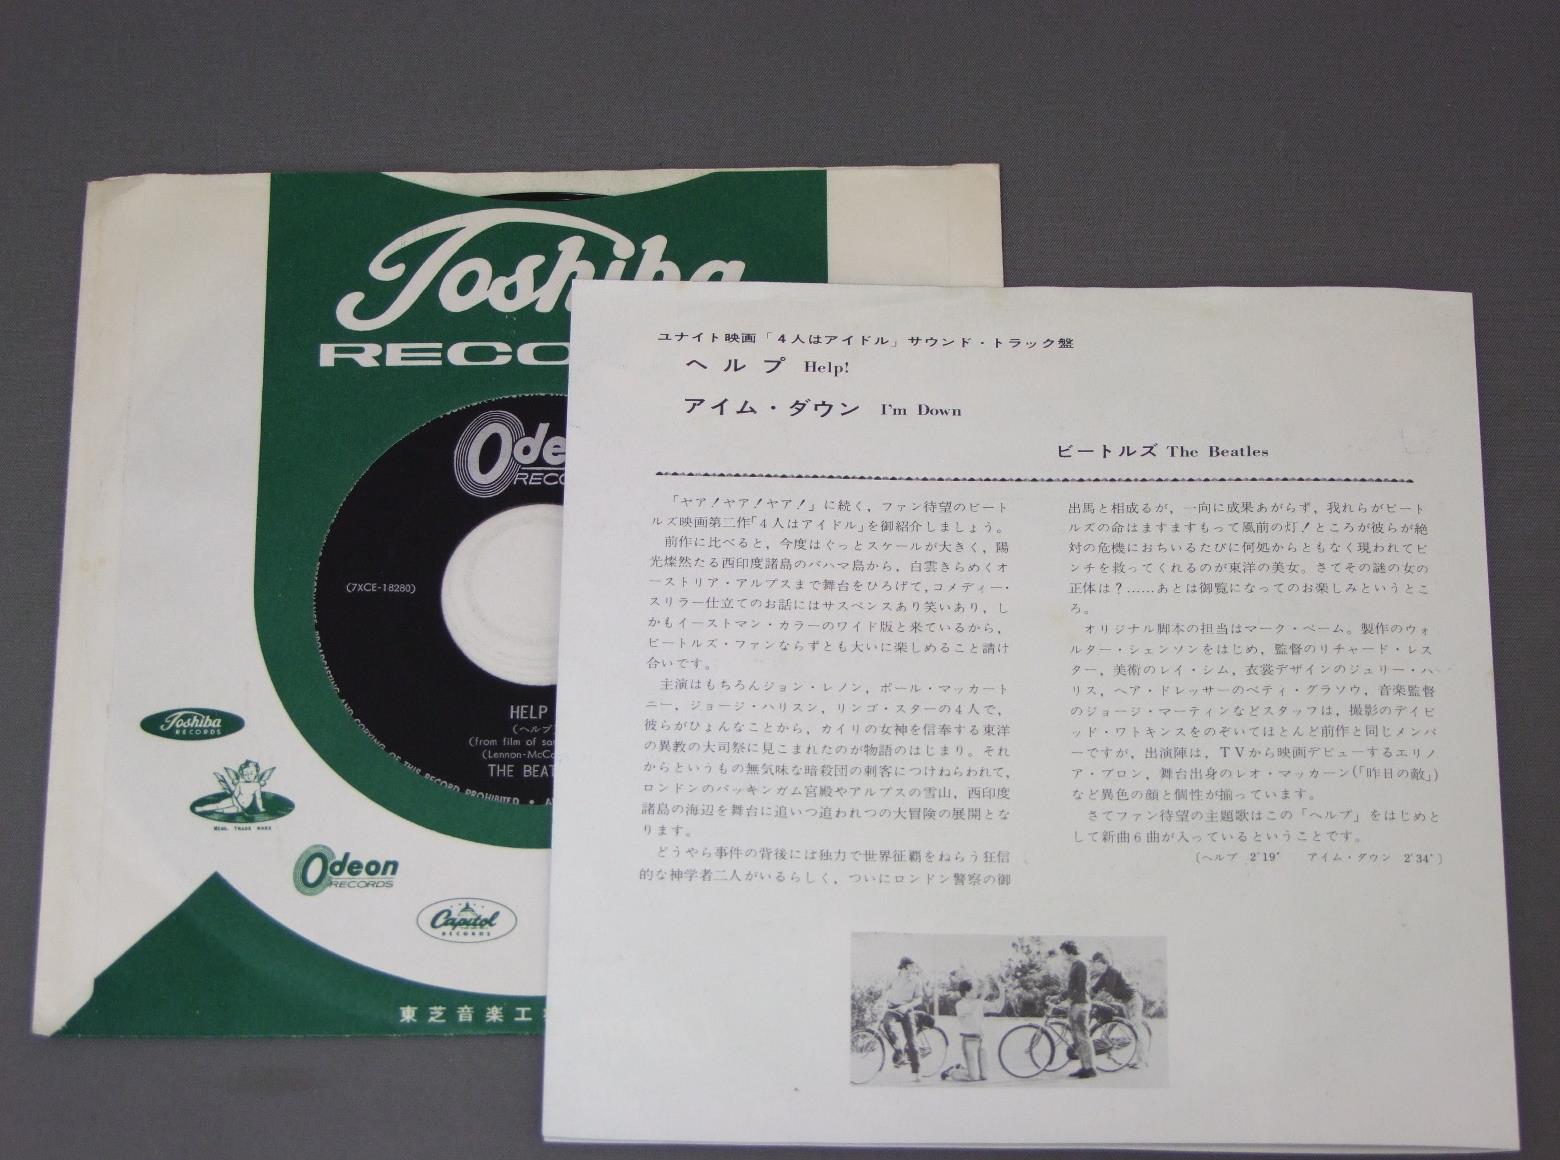 Toshiba
RECO
Odeon
RECORDS
(7XCE-18280)
HELP
(ヘルプ
(from film of
(Lennon-McC
THE BEAT
AND COPYING OF THIS RECORD PROHIBITED
Toshiba
RECORDS
REG. TRADE MARK
Odeon
RECORDS
Capitol
RECORDS
東芝音楽工
ユナイト映画「4人はアイドル」サウンド・トラック盤
ヘルプ Help!
アイム・ダウン I'm Down
ビートルズ The Beatles
「ヤア!ヤア!ヤア!」に続く，ファン待望のビート
ルズ映画第二作「4人はアイドル」を御紹介しましょう。
前作に比べると，今度はぐっとスケールが大きく，陽
光燦然たる西印度諸島のバハマ島から，白雲きらめくオ
ーストリア・アルプスまで舞台をひろげて，コメディー・
スリラー仕立てのお話にはサスペンスあり笑いあり，し
かもイーストマン・カラーのワイド版と来ているから，
ビートルズ・ファンならずとも大いに楽しめること請け
合いです。
主演はもちろんジョン・レノン，ポール・マッカート
ニー，ジョージ・ハリスン，リンゴ・スターの4人で，
彼らがひょんなことから，カイリの女神を信奉する東洋
の異教の大司祭に見こまれたのが物語のはじまり。それ
からというもの無気味な暗殺団の刺客につけねらわれて，
ロンドンのバッキンガム宮殿やアルプスの雪山，西印度
諸島の海辺を舞台に追いつ追われつの大冒険の展開とな
ります。
どうやら事件の背後には独力で世界征覇をねらう狂信
的な神学者二人がいるらしく，ついにロンドン警察の御
出馬と相成るが，一向に成果あがらず，我れらがビート
ルズの命はますますもって風前の灯!ところが彼らが絶
対の危機におちいるたびに何処からともなく現われてピ
ンチを救ってくれるのが東洋の美女。さてその謎の女の
正体は？……あとは御覧になってのお楽しみというとこ
ろ。
オリジナル脚本の担当はマーク・ベーム。製作のウォ
ルター・シェンソンをはじめ，監督のリチャード・レス
ター，美術のレイ・シム，衣裳デザインのジュリー・ハ
リス，ヘア・ドレッサーのベティ・グラソウ，音楽監督
のジョージ・マーティンなどスタッフは，撮影のデイビ
ッド・ワトキンスをのぞいてほとんど前作と同じメンバ
ーですが，出演陣は，TVから映画デビューするエリノ
ア・ブロン，舞台出身のレオ・マッカーン(「昨日の敵」)
など異色の顔と個性が揃っています。
さてファン待望の主題歌はこの「ヘルプ」をはじめと
して新曲6曲が入っているということです。
(ヘルプ 2'19" アイム・ダウン 2'34")